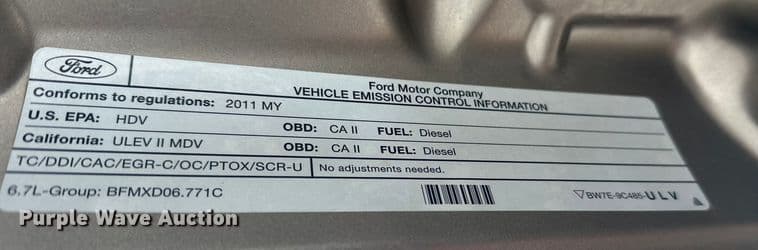 Ford
Ford Motor Company
VEHICLE EMISSION CONTROL INFORMATION
Conforms to regulations: 2011 MY
U.S. EPA: HDV OBD: CA II FUEL: Diesel
California: ULEV II MDV OBD: CA II FUEL: Diesel
TC/DDI/CAC/EGR-C/OC/PTOX/SCR-U No adjustments needed.
6.7L-Group: BFMXD06.771C BW7E-9C485-ULV
Purple Wave Auction